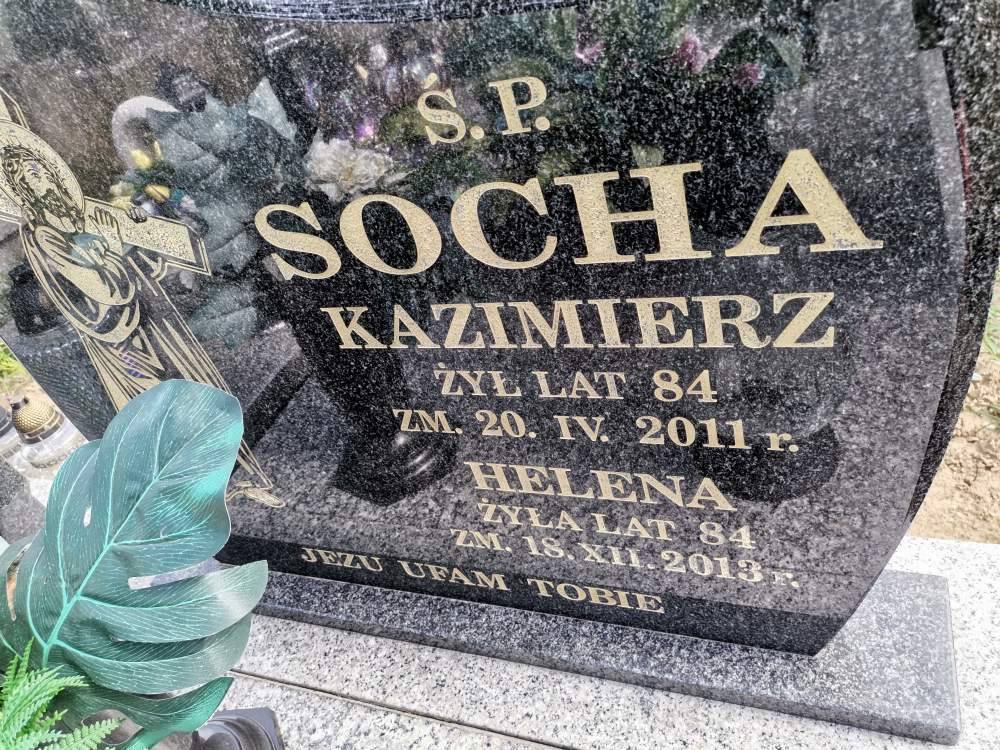 Ś. P.
SOCHA
KAZIMIERZ
ŻYŁ LAT 84
ZM. 20. IV. 2011 r.
HELENA
ŻYŁA LAT 84
ZM. 18. XII. 2013 r.
JEZU UFAM TOBIE